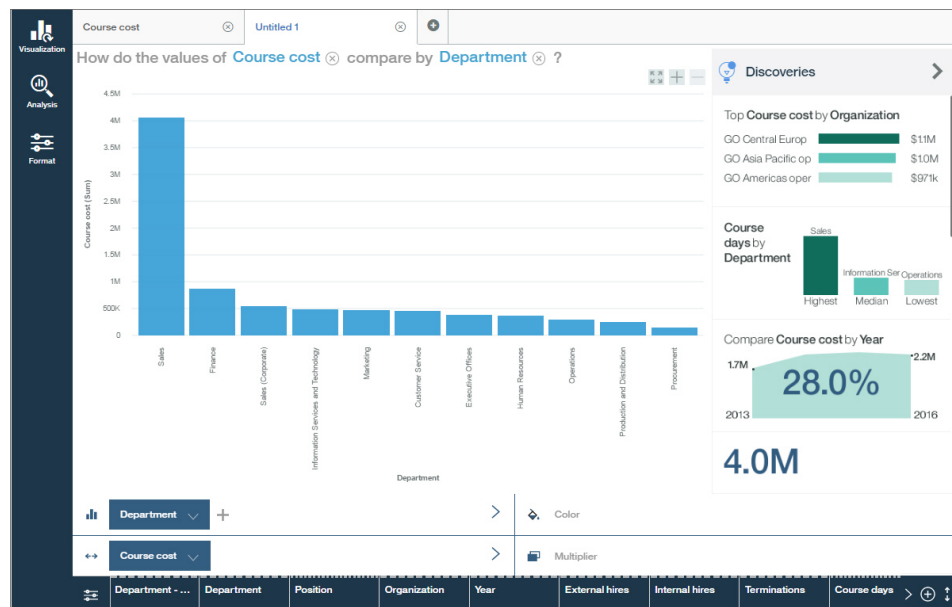 Course cost
Untitled 1
Visualization
Analysis
Format
How do the values of Course cost compare by Department ?
4.5M
4M
3.5M
3M
2.5M
2M
1.5M
1M
500K
0
Course cost (Sum)
Sales
Finance
Sales (Corporate)
Information Services and Technology
Marketing
Customer Service
Executive Offices
Human Resources
Operations
Production and Distribution
Procurement
Department
Discoveries
Top Course cost by Organization
GO Central Europ $1.1M
GO Asia Pacific op $1.0M
GO Americas oper $971k
Course
days by
Department
Sales
Information Ser
Operations
Highest Median Lowest
Compare Course cost by Year
1.7M
2.2M
28.0%
2013
2016
4.0M
Department
Color
Course cost
Multiplier
Department - ... Department Position Organization Year External hires Internal hires Terminations Course days